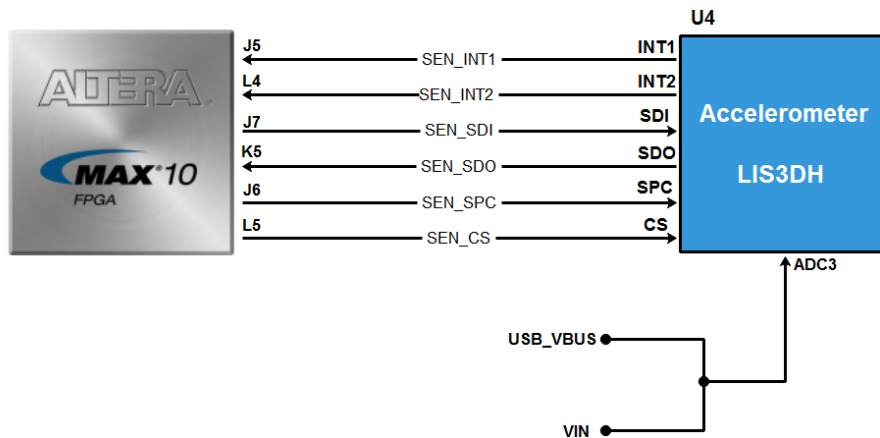 U4
ALTERA
MAX 10
FPGA
J5 SEN_INT1 INT1
L4 SEN_INT2 INT2
J7 SEN_SDI SDI
K5 SEN_SDO SDO
J6 SEN_SPC SPC
L5 SEN_CS CS
Accelerometer
LIS3DH
ADC3
USB_VBUS
VIN